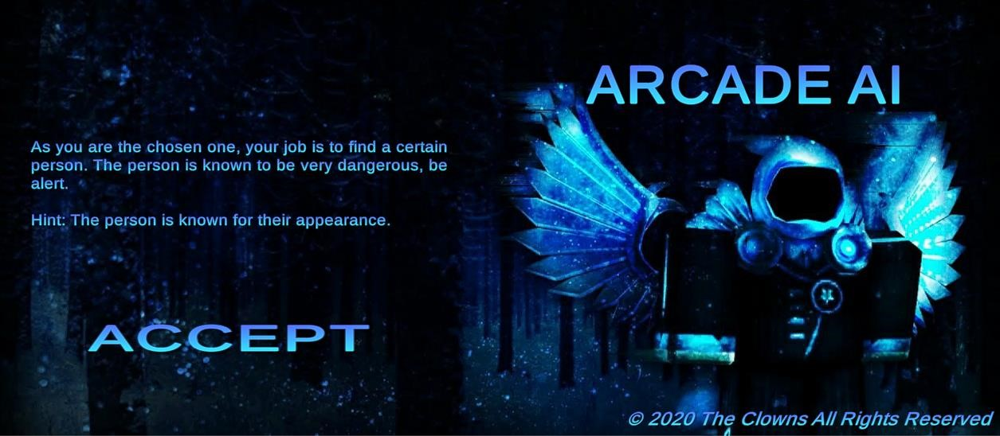 ARCADE AI
As you are the chosen one, your job is to find a certain
person. The person is known to be very dangerous, be
alert.
Hint: The person is known for their appearance.
ACCEPT
© 2020 The Clowns All Rights Reserved